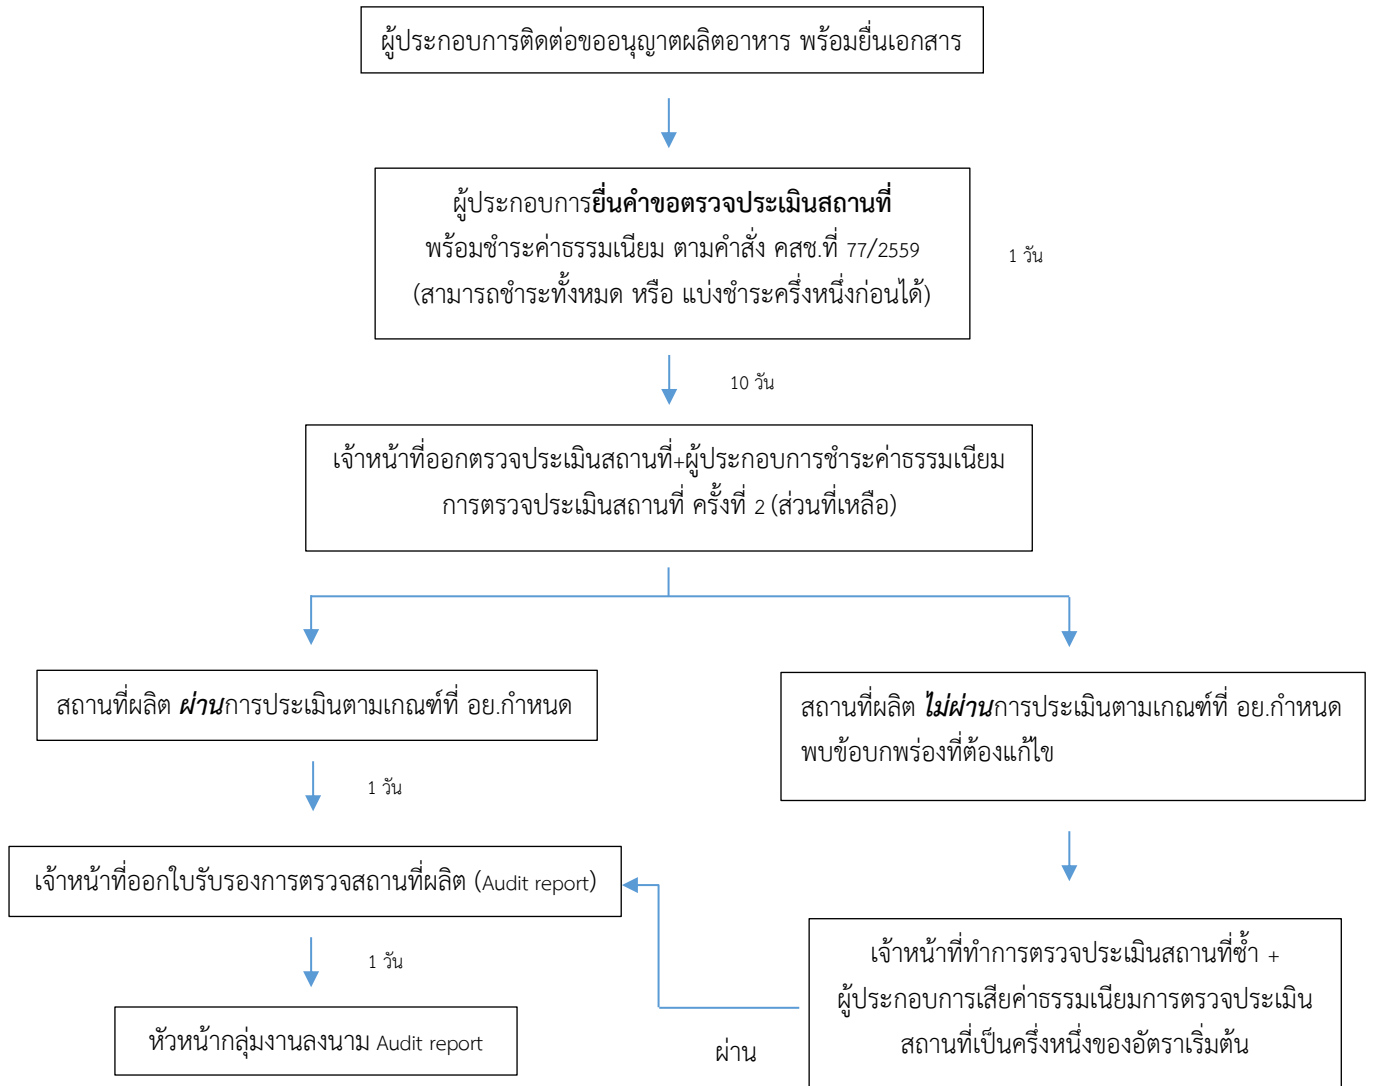 ผู้ประกอบการติดต่อขออนุญาตผลิตอาหาร พร้อมยื่นเอกสาร
ผู้ประกอบการยื่นคำขอตรวจประเมินสถานที่
พร้อมชำระค่าธรรมเนียม ตามคำสั่ง คสช.ที่ 77/2559
(สามารถชำระทั้งหมด หรือ แบ่งชำระครึ่งหนึ่งก่อนได้)
1 วัน
10 วัน
เจ้าหน้าที่ออกตรวจประเมินสถานที่+ผู้ประกอบการชำระค่าธรรมเนียม
การตรวจประเมินสถานที่ ครั้งที่ 2 (ส่วนที่เหลือ)
สถานที่ผลิต ผ่านการประเมินตามเกณฑ์ที่ อย.กำหนด
สถานที่ผลิต ไม่ผ่านการประเมินตามเกณฑ์ที่ อย.กำหนด
พบข้อบกพร่องที่ต้องแก้ไข
1 วัน
เจ้าหน้าที่ออกใบรับรองการตรวจสถานที่ผลิต (Audit report)
1 วัน
หัวหน้ากลุ่มงานลงนาม Audit report
เจ้าหน้าที่ทำการตรวจประเมินสถานที่ซ้ำ +
ผู้ประกอบการเสียค่าธรรมเนียมการตรวจประเมิน
สถานที่เป็นครึ่งหนึ่งของอัตราเริ่มต้น
ผ่าน